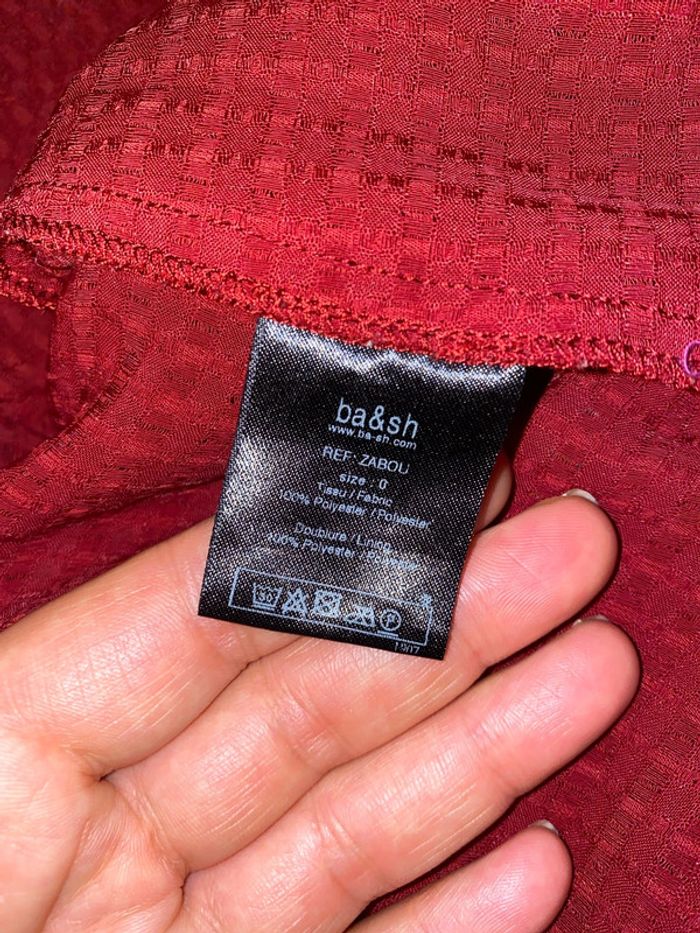 ba&sh
www.ba-sh.com
REF: ZABOU
size : 0
Tissu / Fabric
100% Polyester / Polyester
Doublure / Lining
100% Polyester / Polyester
30
P